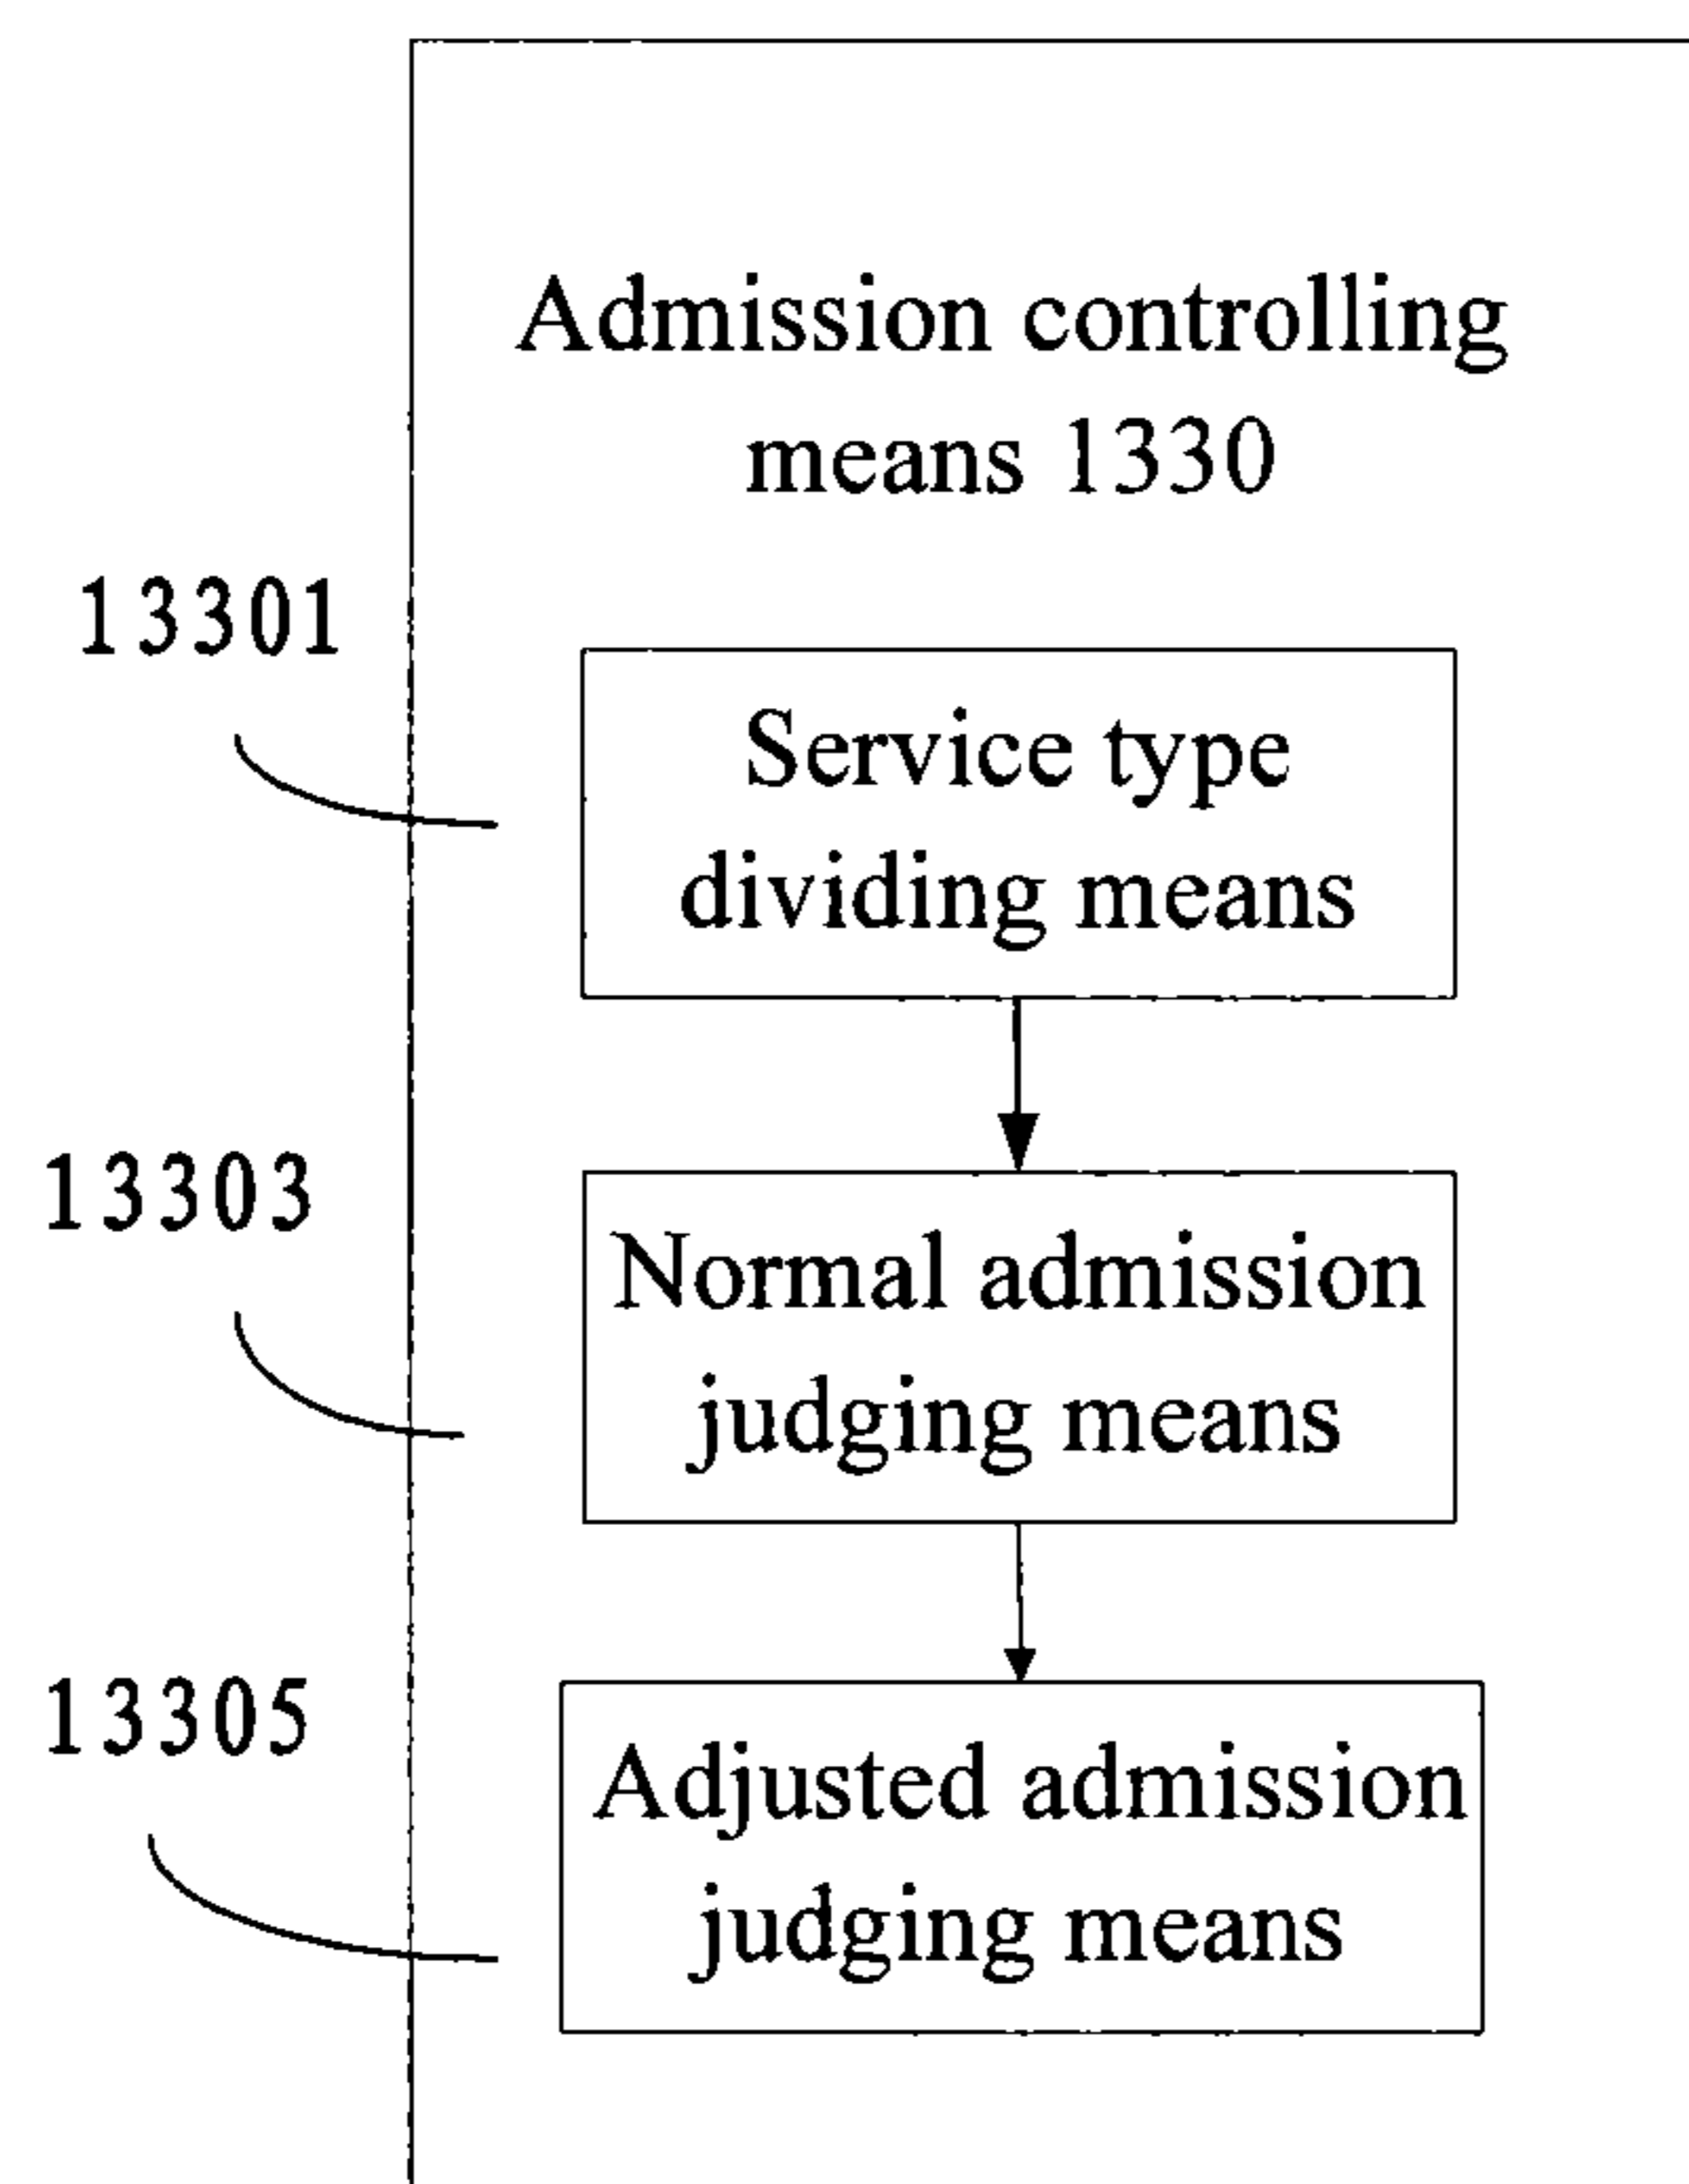 Admission controlling
means 1330
13301
Service type
dividing means
13303
Normal admission
judging means
13305
Adjusted admission
judging means